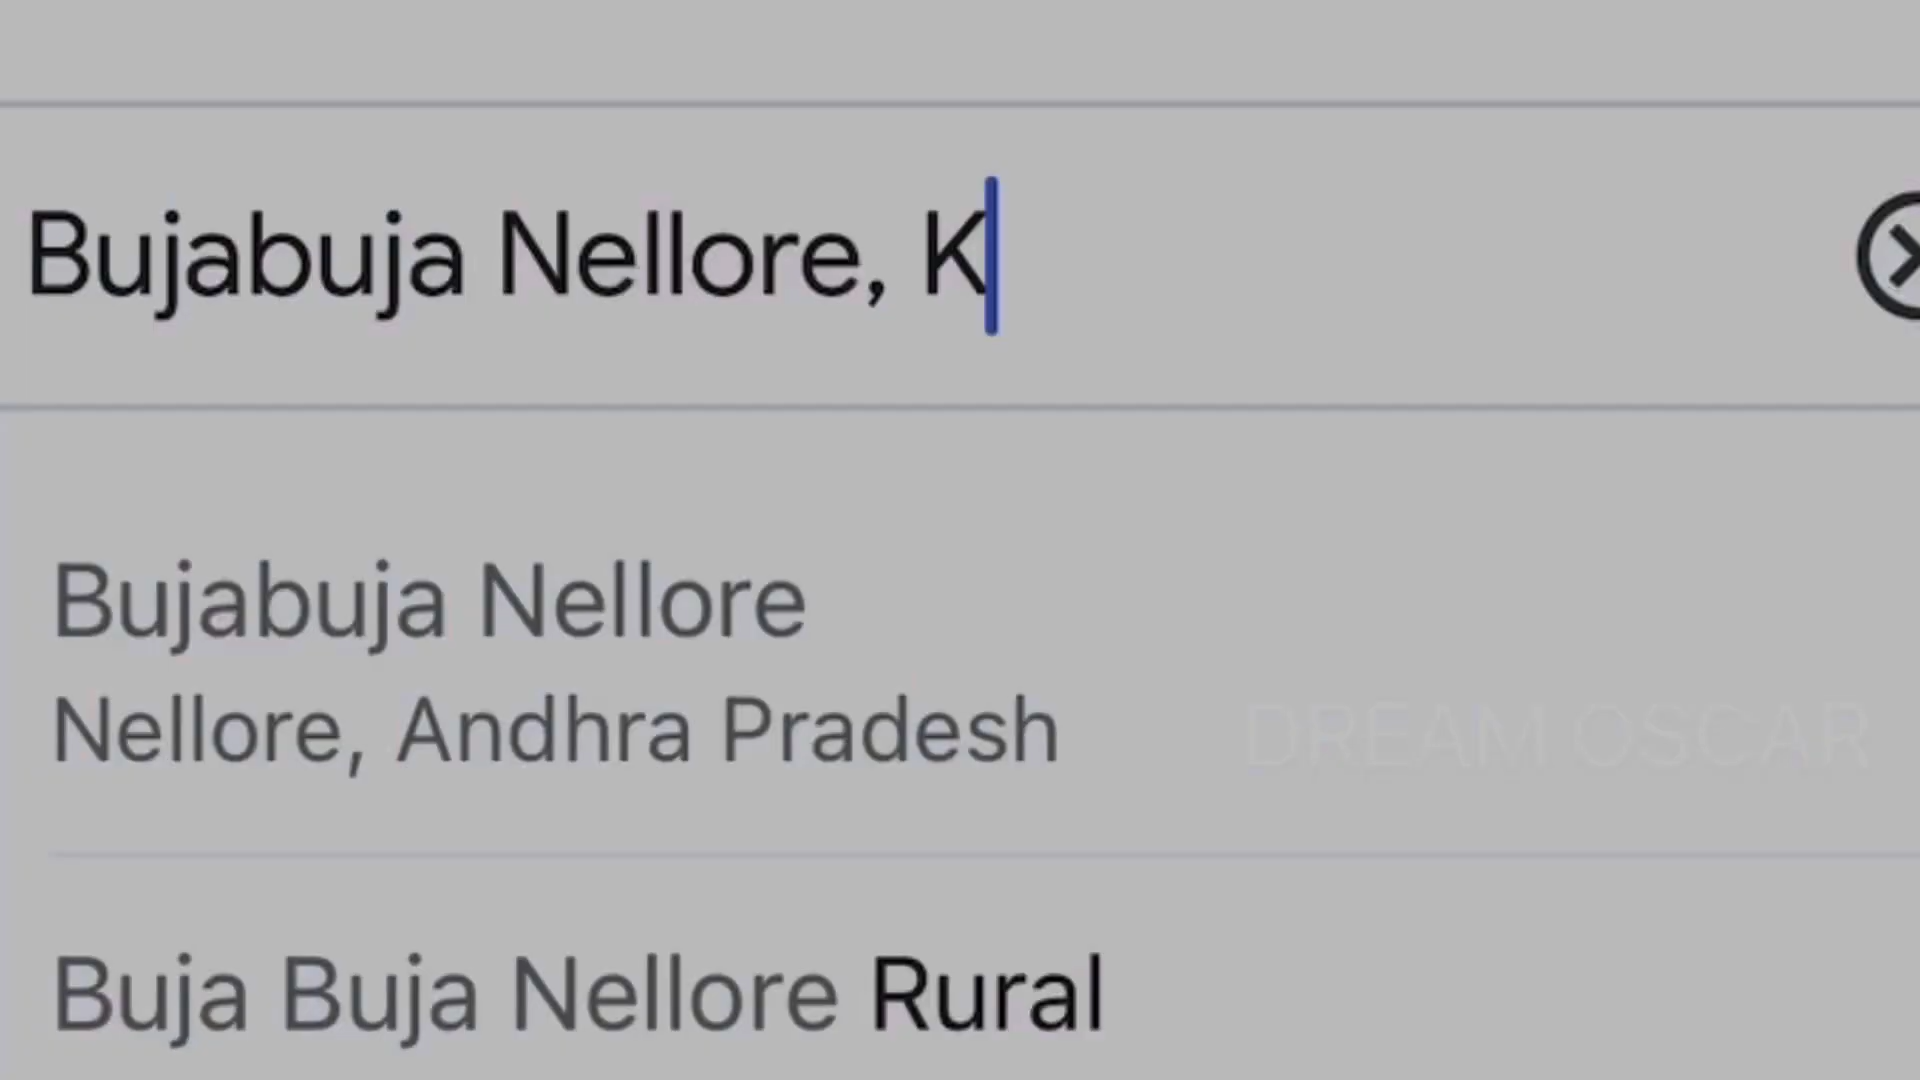 Bujabuja Nellore, K
Bujabuja Nellore
Nellore, Andhra Pradesh
DREAM OSCAR
Buja Buja Nellore Rural